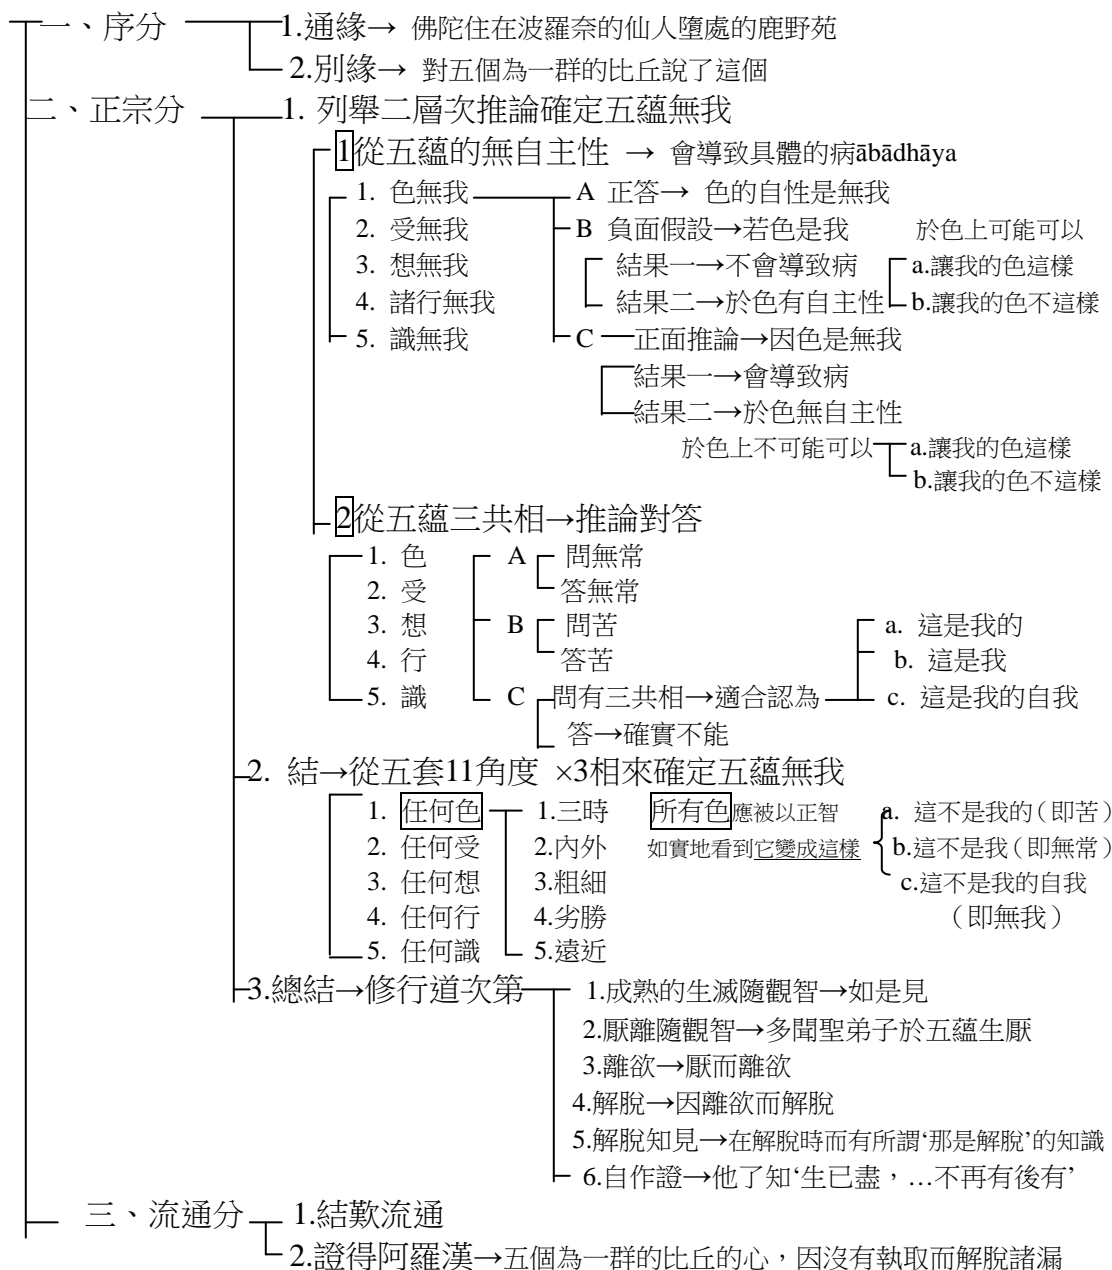 一、序分 1.通緣→ 佛陀住在波羅奈的仙人墮處的鹿野苑
2.別緣→ 對五個為一群的比丘說了這個
二、正宗分 1. 列舉二層次推論確定五蘊無我
1從五蘊的無自主性 → 會導致具體的病ābādhāya
1. 色無我 A 正答→ 色的自性是無我
2. 受無我 B 負面假設→若色是我 於色上可能可以
3. 想無我 結果一→不會導致病 a.讓我的色這樣
4. 諸行無我 結果二→於色有自主性 b.讓我的色不這樣
5. 識無我 C 正面推論→因色是無我
結果一→會導致病
結果二→於色無自主性
於色上不可能可以 a.讓我的色這樣
b.讓我的色不這樣
2從五蘊三共相→推論對答
1. 色 A 問無常
2. 受 答無常
3. 想 B 問苦 a. 這是我的
4. 行 答苦 b. 這是我
5. 識 C 問有三共相→適合認為 c. 這是我的自我
答→確實不能
2. 結→從五套11角度 ×3相來確定五蘊無我
1. 任何色 1.三時 所有色應被以正智 a. 這不是我的（即苦）
2. 任何受 2.內外 如實地看到它變成這樣 b.這不是我（即無常）
3. 任何想 3.粗細 c.這不是我的自我
4. 任何行 4.劣勝 （即無我）
5. 任何識 5.遠近
3.總結→修行道次第 1.成熟的生滅隨觀智→如是見
2.厭離隨觀智→多聞聖弟子於五蘊生厭
3.離欲→厭而離欲
4.解脫→因離欲而解脫
5.解脫知見→在解脫時而有所謂‘那是解脫’的知識
6.自作證→他了知‘生已盡，…不再有後有’
三、流通分 1.結歎流通
2.證得阿羅漢→五個為一群的比丘的心，因沒有執取而解脫諸漏